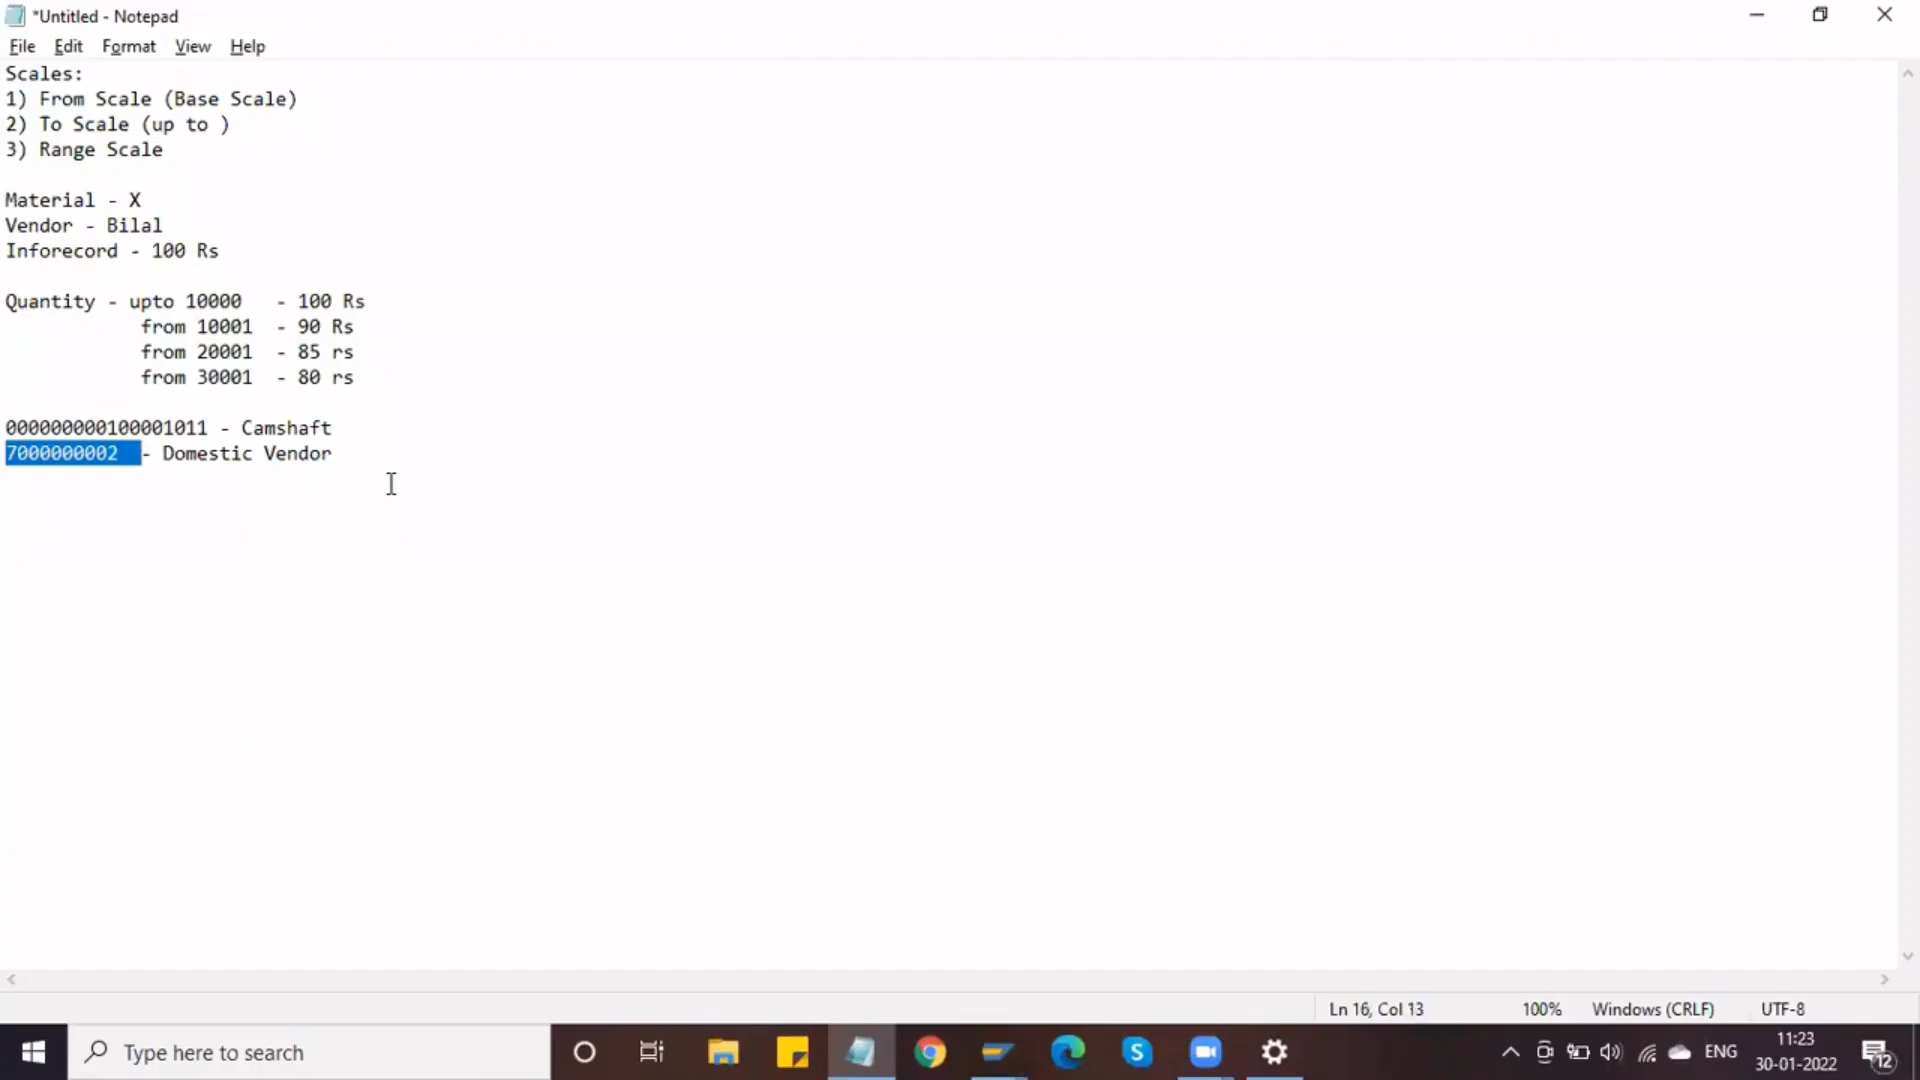 *Untitled - Notepad
File Edit Format View Help
Scales:
1) From Scale (Base Scale)
2) To Scale (up to )
3) Range Scale
Material - X
Vendor - Bilal
Inforecord - 100 Rs
Quantity - upto 10000 - 100 Rs
from 10001 - 90 Rs
from 20001 - 85 rs
from 30001 - 80 rs
000000000100001011 - Camshaft
7000000002 - Domestic Vendor
Ln 16, Col 13 100% Windows (CRLF) UTF-8
Type here to search
ENG
11:23
30-01-2022
12